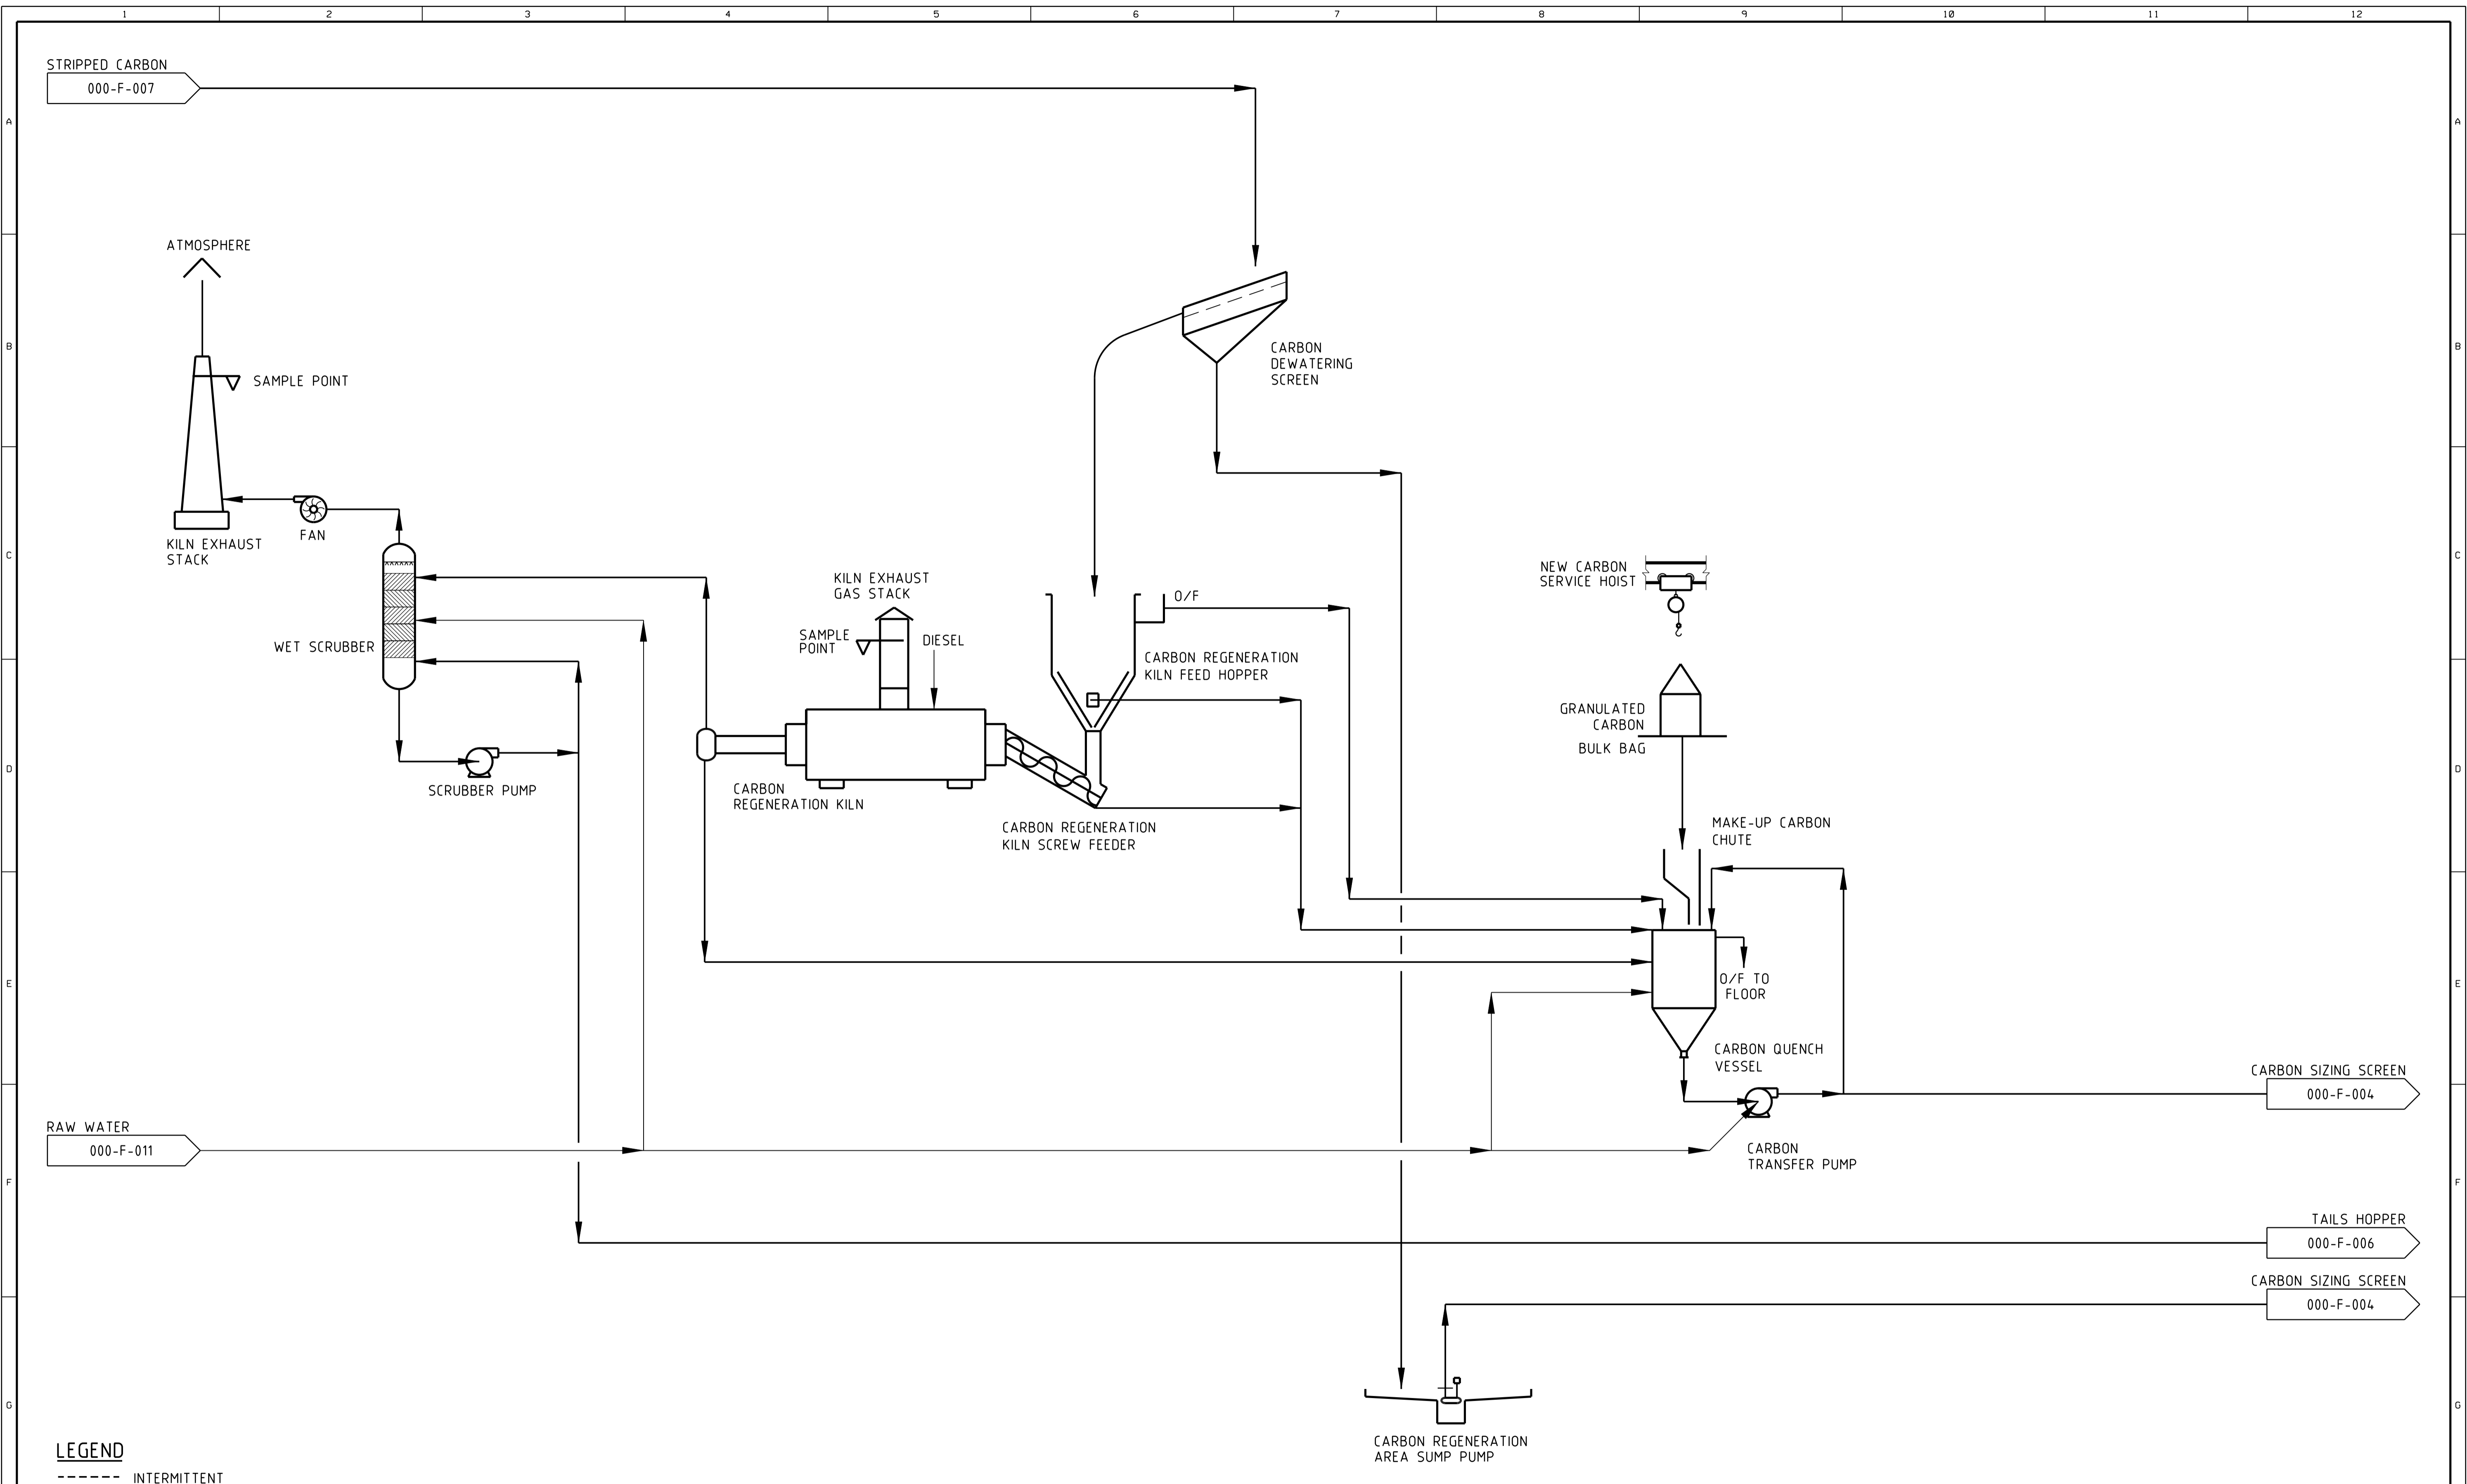 1 2 3 4 5 6 7 8 9 10 11 12
STRIPPED CARBON
000-F-007
A A
ATMOSPHERE
SAMPLE POINT
B B
CARBON
DEWATERING
SCREEN
FAN
KILN EXHAUST
STACK
C C
KILN EXHAUST
GAS STACK
SAMPLE
POINT
DIESEL
O/F
NEW CARBON
SERVICE HOIST
WET SCRUBBER
CARBON REGENERATION
KILN FEED HOPPER
GRANULATED
CARBON
BULK BAG
D D
SCRUBBER PUMP
CARBON
REGENERATION KILN
CARBON REGENERATION
KILN SCREW FEEDER
MAKE-UP CARBON
CHUTE
E E
O/F TO
FLOOR
CARBON QUENCH
VESSEL
CARBON SIZING SCREEN
000-F-004
RAW WATER
000-F-011
CARBON
TRANSFER PUMP
F F
TAILS HOPPER
000-F-006
CARBON SIZING SCREEN
000-F-004
G G
CARBON REGENERATION
AREA SUMP PUMP
LEGEND
INTERMITTENT